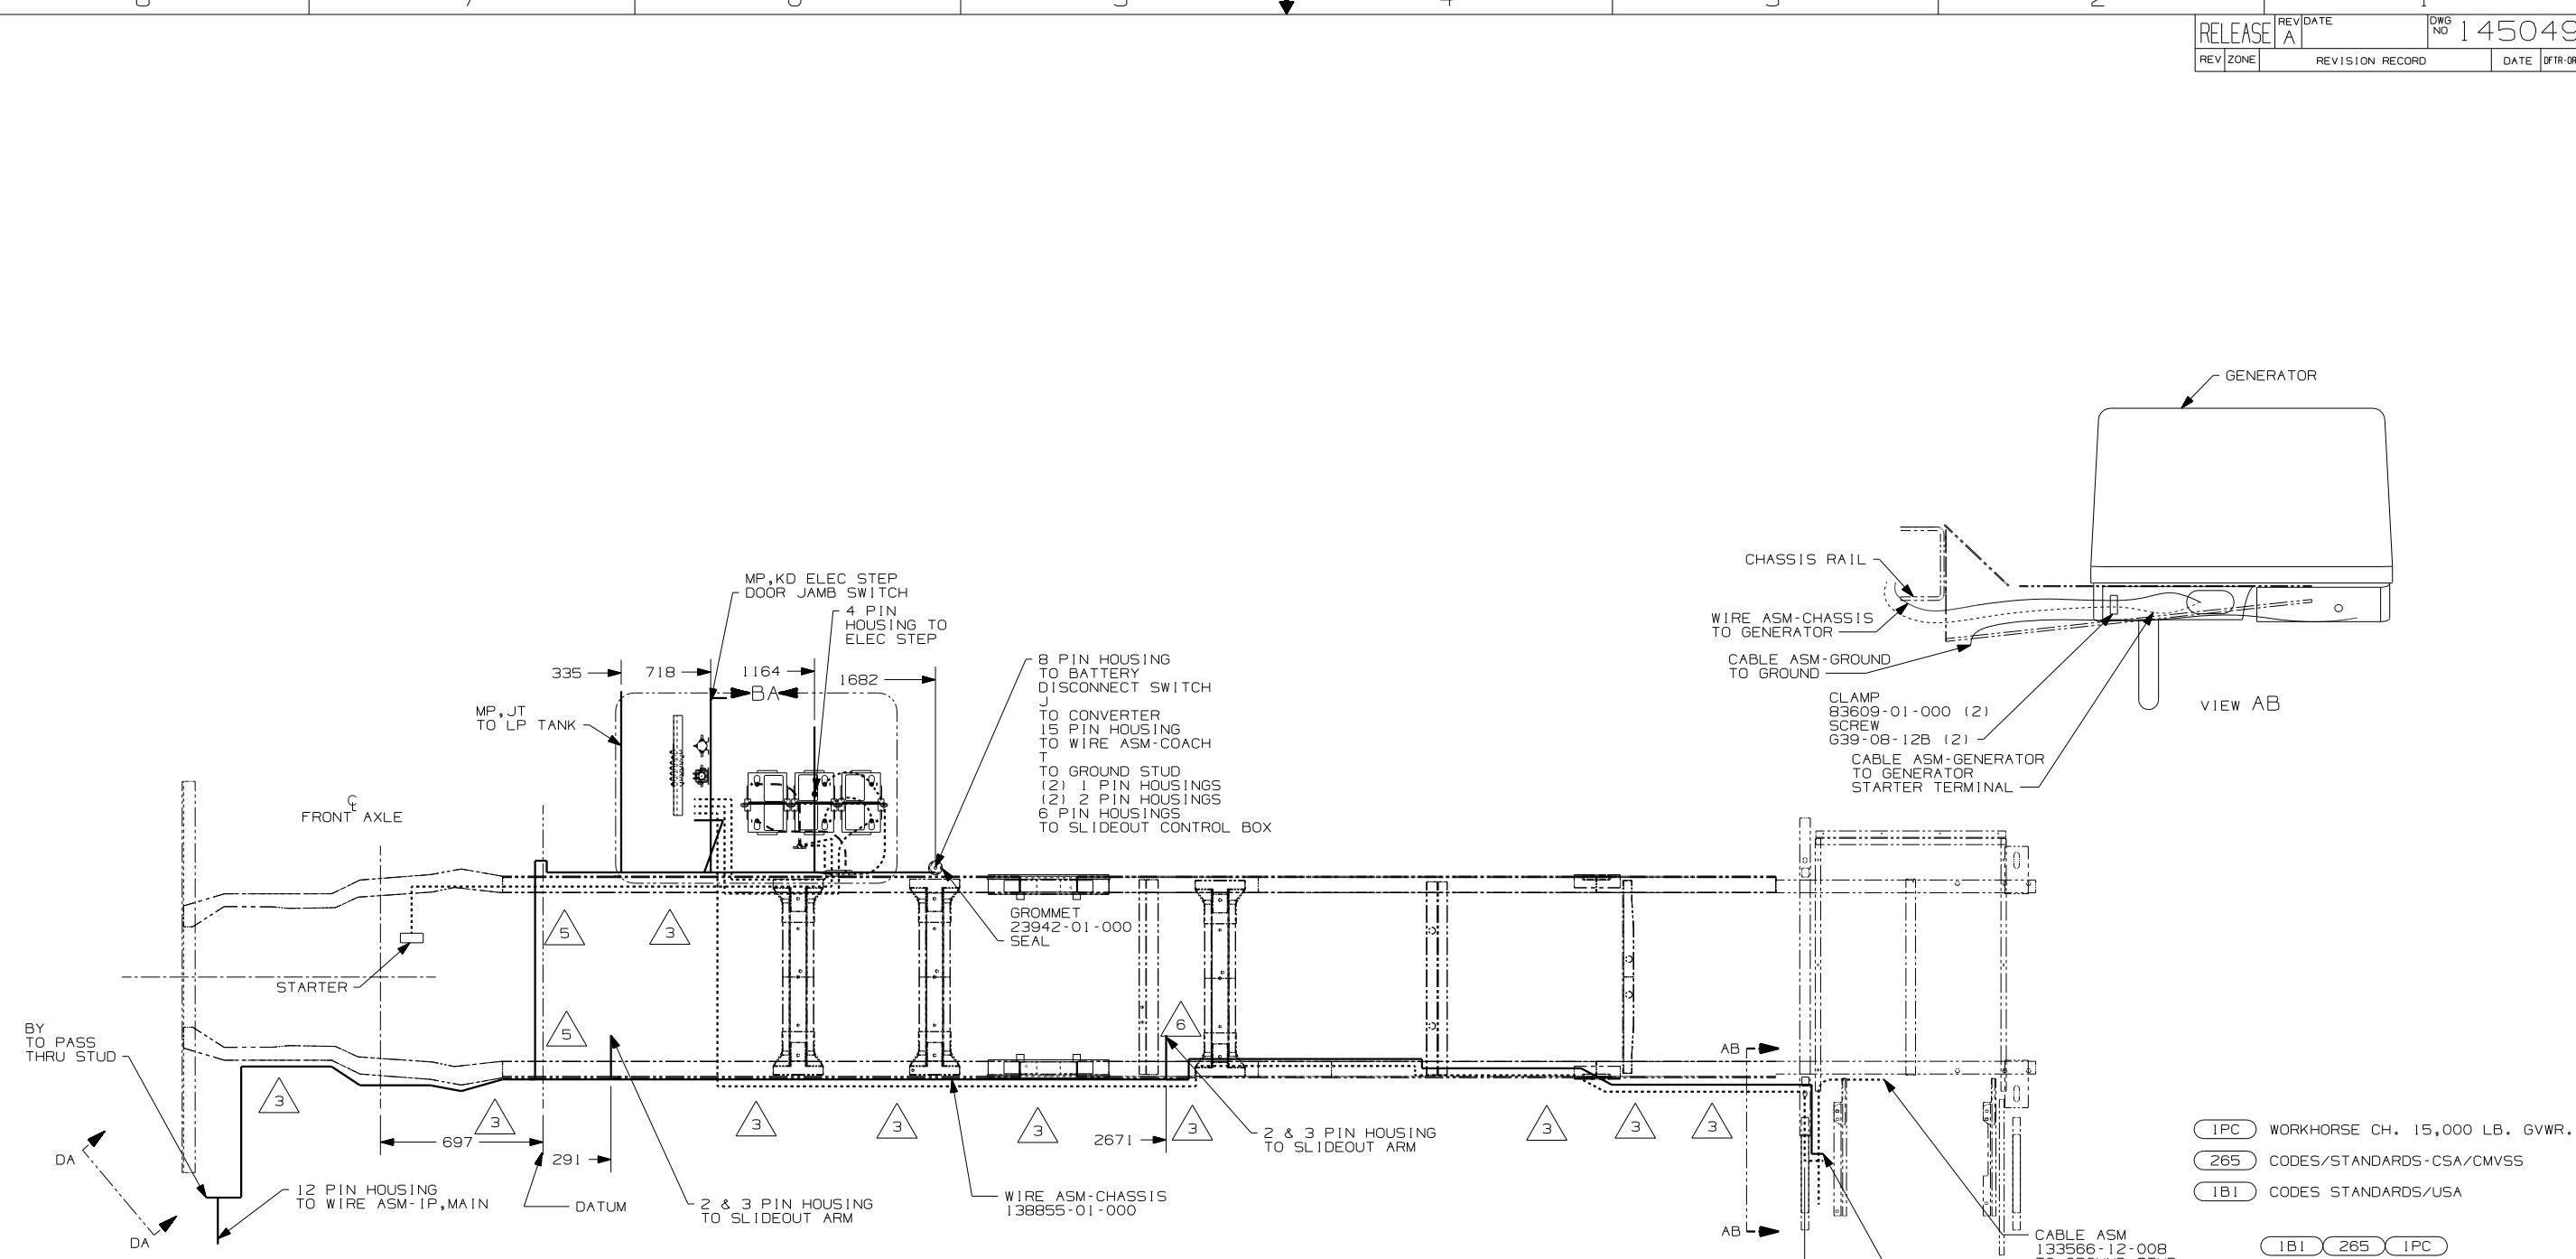 RELEASE
REV
A
DATE
DWG
NO
145049
REV
ZONE
REVISION RECORD
DATE
DFTR-
GENERATOR
CHASSIS RAIL
WIRE ASM-CHASSIS
TO GENERATOR
CABLE ASM-GROUND
TO GROUND
CLAMP
83609-01-000 (2)
SCREW
G39-08-12B (2)
CABLE ASM-GENERATOR
TO GENERATOR
STARTER TERMINAL
VIEW AB
MP,KD ELEC STEP
DOOR JAMB SWITCH
4 PIN
HOUSING TO
ELEC STEP
335
718
1164
1682
BA
MP,JT
TO LP TANK
8 PIN HOUSING
TO BATTERY
DISCONNECT SWITCH
J
TO CONVERTER
15 PIN HOUSING
TO WIRE ASM-COACH
T
TO GROUND STUD
(2) 1 PIN HOUSINGS
(2) 2 PIN HOUSINGS
6 PIN HOUSINGS
TO SLIDEOUT CONTROL BOX
℄
FRONT AXLE
GROMMET
23942-01-000
SEAL
5
3
STARTER
5
6
BY
TO PASS
THRU STUD
AB
3
3
3
3
3
3
3
3
3
697
291
2671
DA
DA
12 PIN HOUSING
TO WIRE ASM-IP,MAIN
DATUM
2 & 3 PIN HOUSING
TO SLIDEOUT ARM
WIRE ASM-CHASSIS
138855-01-000
2 & 3 PIN HOUSING
TO SLIDEOUT ARM
AB
CABLE ASM
133566-12-008
TO GROUND STUD
1PC WORKHORSE CH. 15,000 LB. GVWR.
265 CODES/STANDARDS-CSA/CMVSS
1B1 CODES STANDARDS/USA
1B1 265 1PC